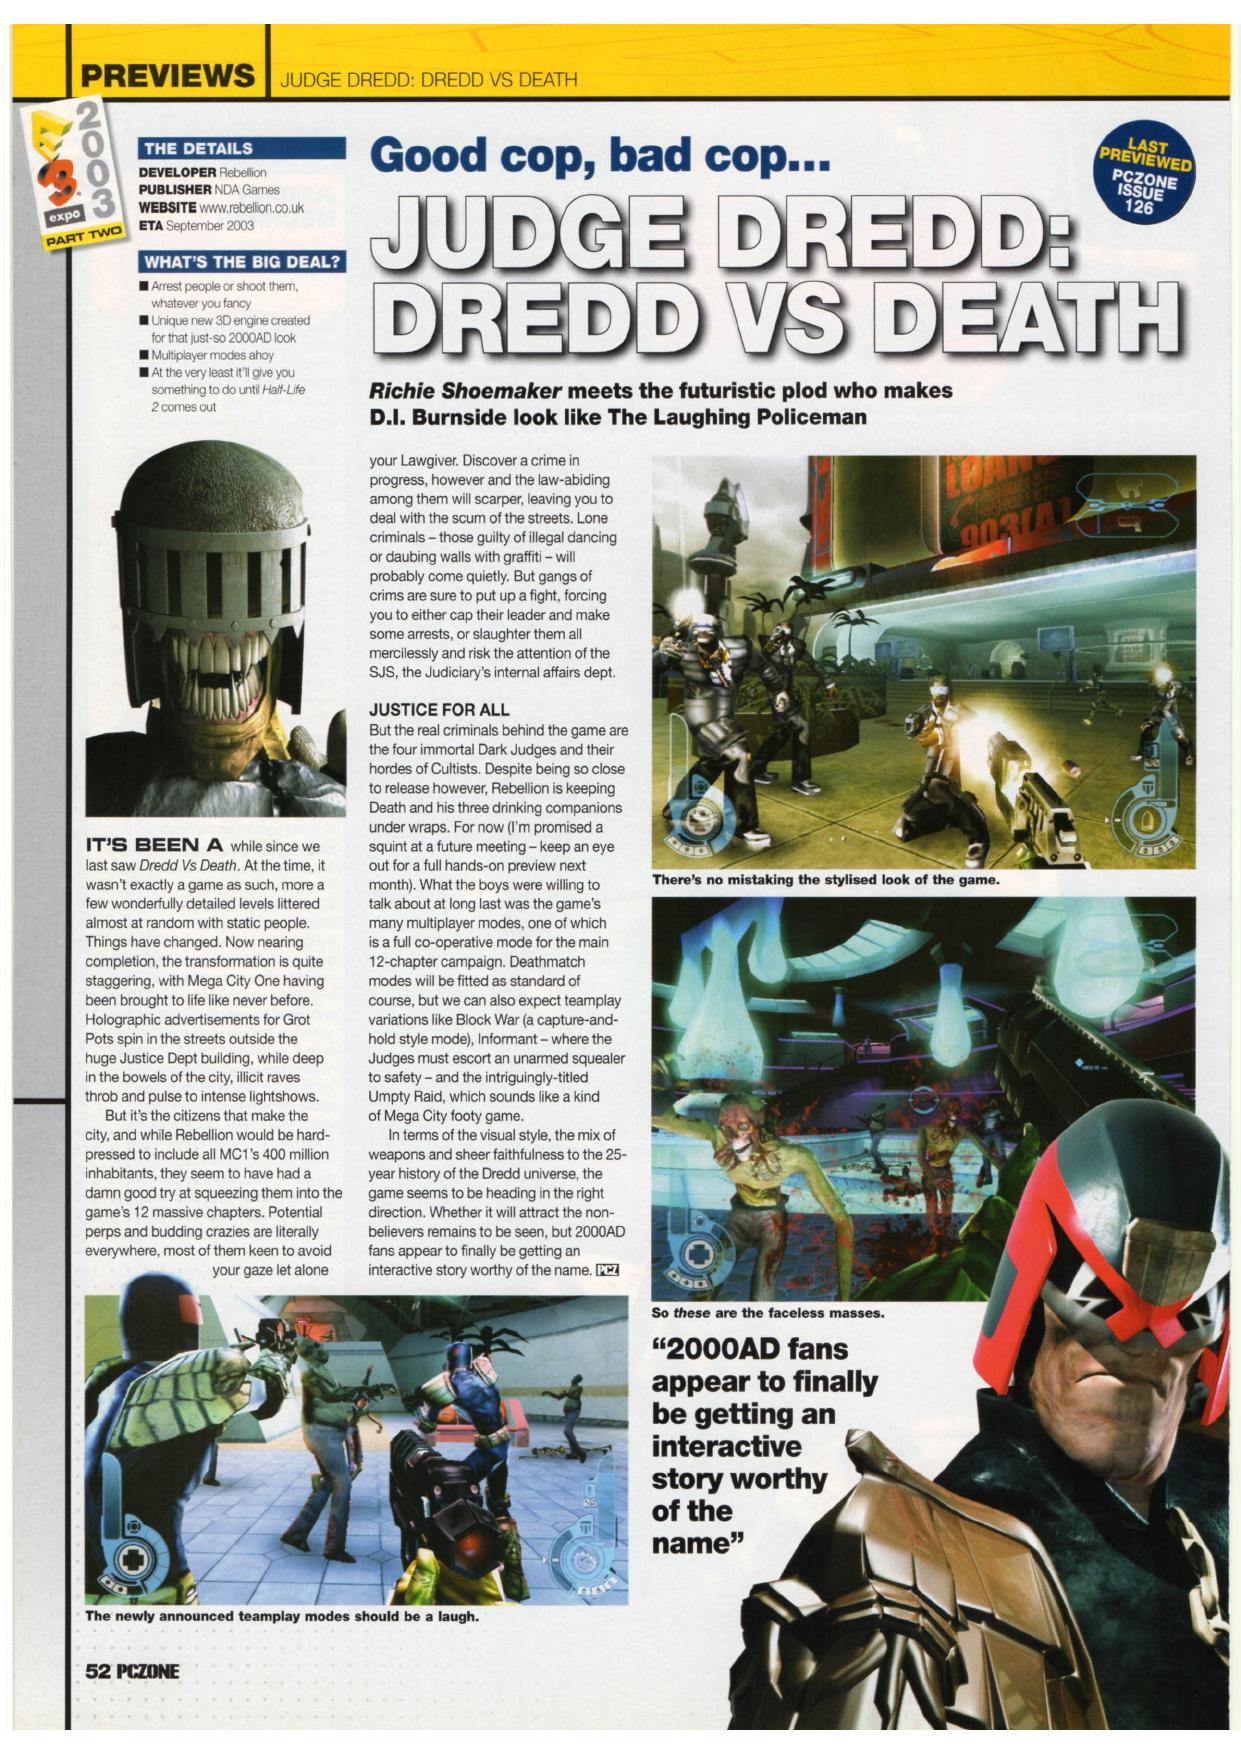 PREVIEWS
JUDGE DREDD: DREDD VS DEATH
E3
expo
2003
PART TWO
THE DETAILS
DEVELOPER Rebellion
PUBLISHER NDA Games
WEBSITE www.rebellion.co.uk
ETA September 2003
WHAT'S THE BIG DEAL?
■ Arrest people or shoot them,
whatever you fancy
■ Unique new 3D engine created
for that just-so 2000AD look
■ Multiplayer modes ahoy
■ At the very least it'll give you
something to do until Half-Life
2 comes out
Good cop, bad cop...
JUDGE DREDD:
DREDD VS DEATH
LAST
PREVIEWED
PCZONE
ISSUE
126
Richie Shoemaker meets the futuristic plod who makes
D.I. Burnside look like The Laughing Policeman
IT'S BEEN A while since we
last saw Dredd Vs Death. At the time, it
wasn't exactly a game as such, more a
few wonderfully detailed levels littered
almost at random with static people.
Things have changed. Now nearing
completion, the transformation is quite
staggering, with Mega City One having
been brought to life like never before.
Holographic advertisements for Grot
Pots spin in the streets outside the
huge Justice Dept building, while deep
in the bowels of the city, illicit raves
throb and pulse to intense lightshows.
But it's the citizens that make the
city, and while Rebellion would be hard-
pressed to include all MC1's 400 million
inhabitants, they seem to have had a
damn good try at squeezing them into the
game's 12 massive chapters. Potential
perps and budding crazies are literally
everywhere, most of them keen to avoid
your gaze let alone
your Lawgiver. Discover a crime in
progress, however and the law-abiding
among them will scarper, leaving you to
deal with the scum of the streets. Lone
criminals – those guilty of illegal dancing
or daubing walls with graffiti – will
probably come quietly. But gangs of
crims are sure to put up a fight, forcing
you to either cap their leader and make
some arrests, or slaughter them all
mercilessly and risk the attention of the
SJS, the Judiciary's internal affairs dept.
JUSTICE FOR ALL
But the real criminals behind the game are
the four immortal Dark Judges and their
hordes of Cultists. Despite being so close
to release however, Rebellion is keeping
Death and his three drinking companions
under wraps. For now (I'm promised a
squint at a future meeting – keep an eye
out for a full hands-on preview next
month). What the boys were willing to
talk about at long last was the game's
many multiplayer modes, one of which
is a full co-operative mode for the main
12-chapter campaign. Deathmatch
modes will be fitted as standard of
course, but we can also expect teamplay
variations like Block War (a capture-and-
hold style mode), Informant – where the
Judges must escort an unarmed squealer
to safety – and the intriguingly-titled
Umpty Raid, which sounds like a kind
of Mega City footy game.
In terms of the visual style, the mix of
weapons and sheer faithfulness to the 25-
year history of the Dredd universe, the
game seems to be heading in the right
direction. Whether it will attract the non-
believers remains to be seen, but 2000AD
fans appear to finally be getting an
interactive story worthy of the name. PCZ
LOANS
903(A)
There's no mistaking the stylised look of the game.
So these are the faceless masses.
"2000AD fans
appear to finally
be getting an
interactive
story worthy
of the
name"
05
The newly announced teamplay modes should be a laugh.
52 PCZONE